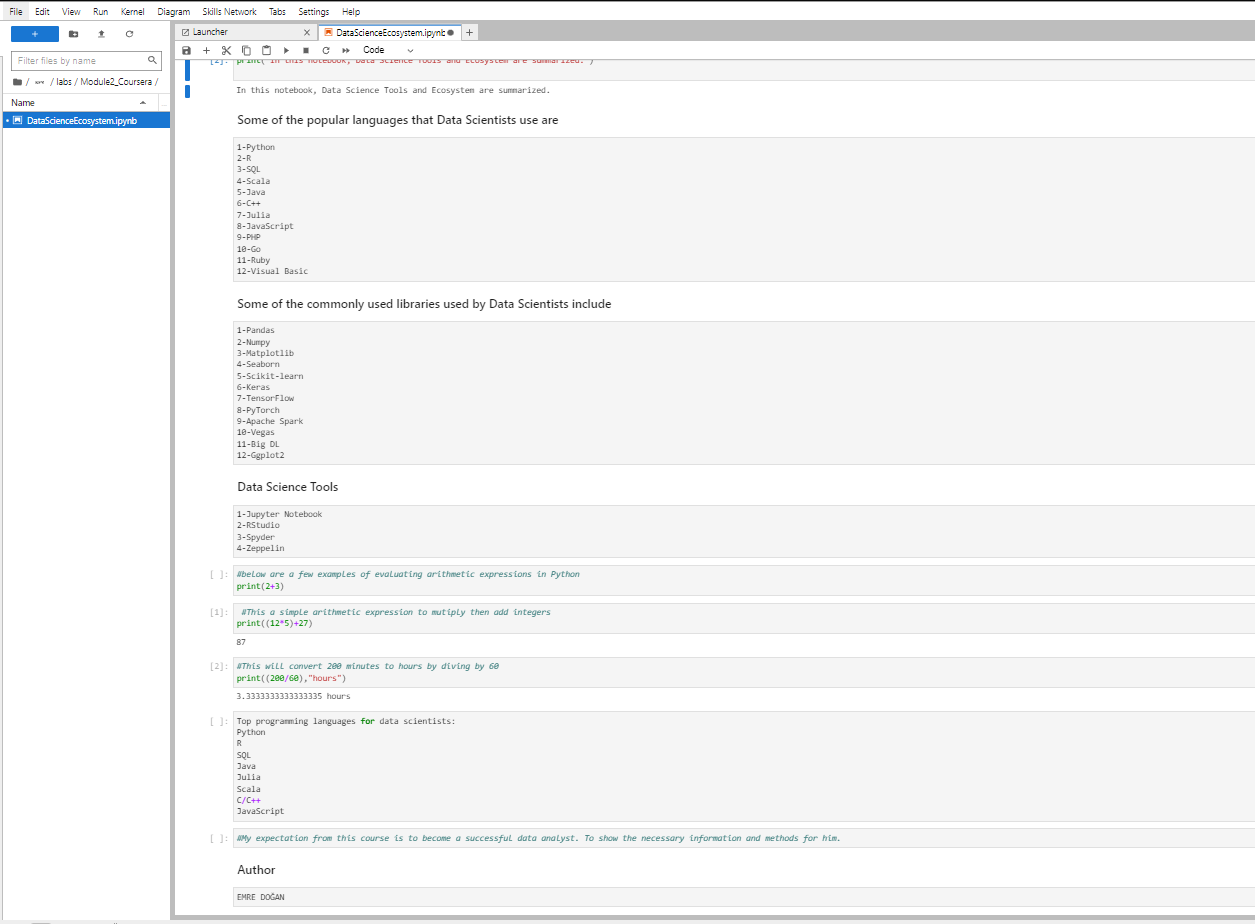 File Edit View Run Kernel Diagram Skills Network Tabs Settings Help
Launcher
DataScienceEcosystem.ipynb
Code
Filter files by name
/ labs / Module2_Coursera /
Name
DataScienceEcosystem.ipynb
[2]: print("In this notebook, Data Science Tools and Ecosystem are summarized.")
In this notebook, Data Science Tools and Ecosystem are summarized.
Some of the popular languages that Data Scientists use are
1-Python
2-R
3-SQL
4-Scala
5-Java
6-C++
7-Julia
8-JavaScript
9-PHP
10-Go
11-Ruby
12-Visual Basic
Some of the commonly used libraries used by Data Scientists include
1-Pandas
2-Numpy
3-Matplotlib
4-Seaborn
5-Scikit-learn
6-Keras
7-TensorFlow
8-PyTorch
9-Apache Spark
10-Vegas
11-Big DL
12-Ggplot2
Data Science Tools
1-Jupyter Notebook
2-RStudio
3-Spyder
4-Zeppelin
[ ]: #below are a few examples of evaluating arithmetic expressions in Python
print(2+3)
[1]: #This a simple arithmetic expression to mutiply then add integers
print((12*5)+27)
87
[2]: #This will convert 200 minutes to hours by diving by 60
print((200/60),"hours")
3.3333333333333335 hours
[ ]: Top programming languages for data scientists:
Python
R
SQL
Java
Julia
Scala
C/C++
JavaScript
[ ]: #My expectation from this course is to become a successful data analyst. To show the necessary information and methods for him.
Author
EMRE DOĞAN